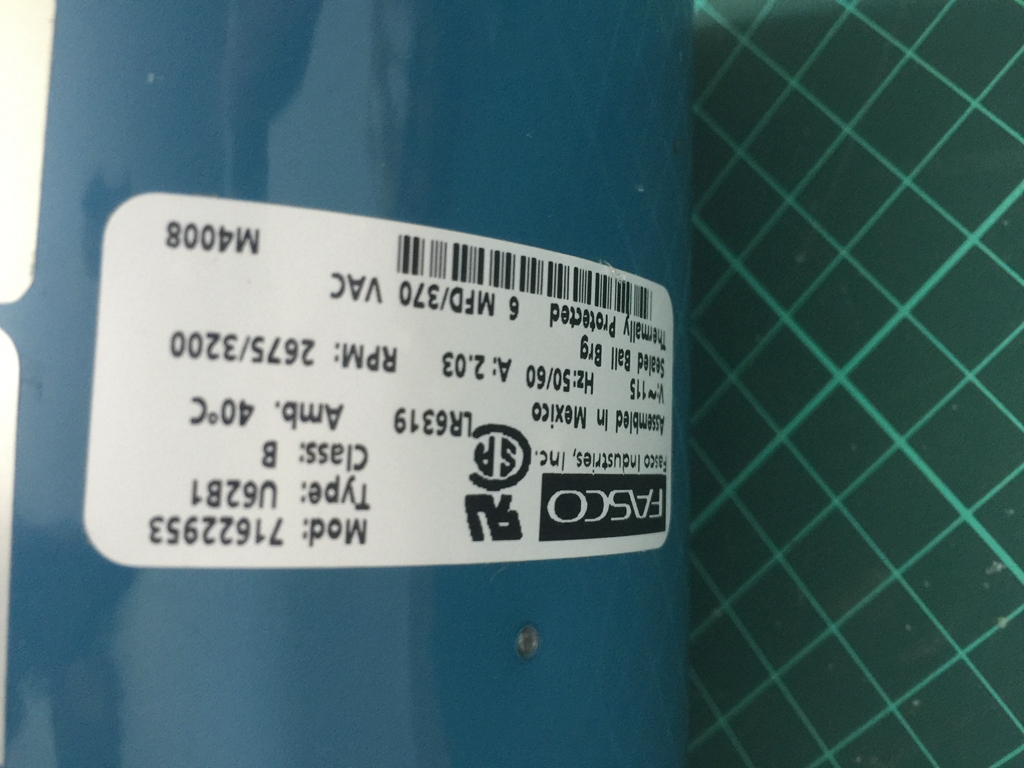 FASCO
Fasco Industries, Inc.
Assembled In Mexico
LR6319
Mod: 71622953
Type: U62B1
Class: B
Amb. 40°C
V:~115 Hz:50/60 A: 2.03 RPM: 2675/3200
Sealed Ball Brg
Thermally Protected 6 MFD/370 VAC
M4008